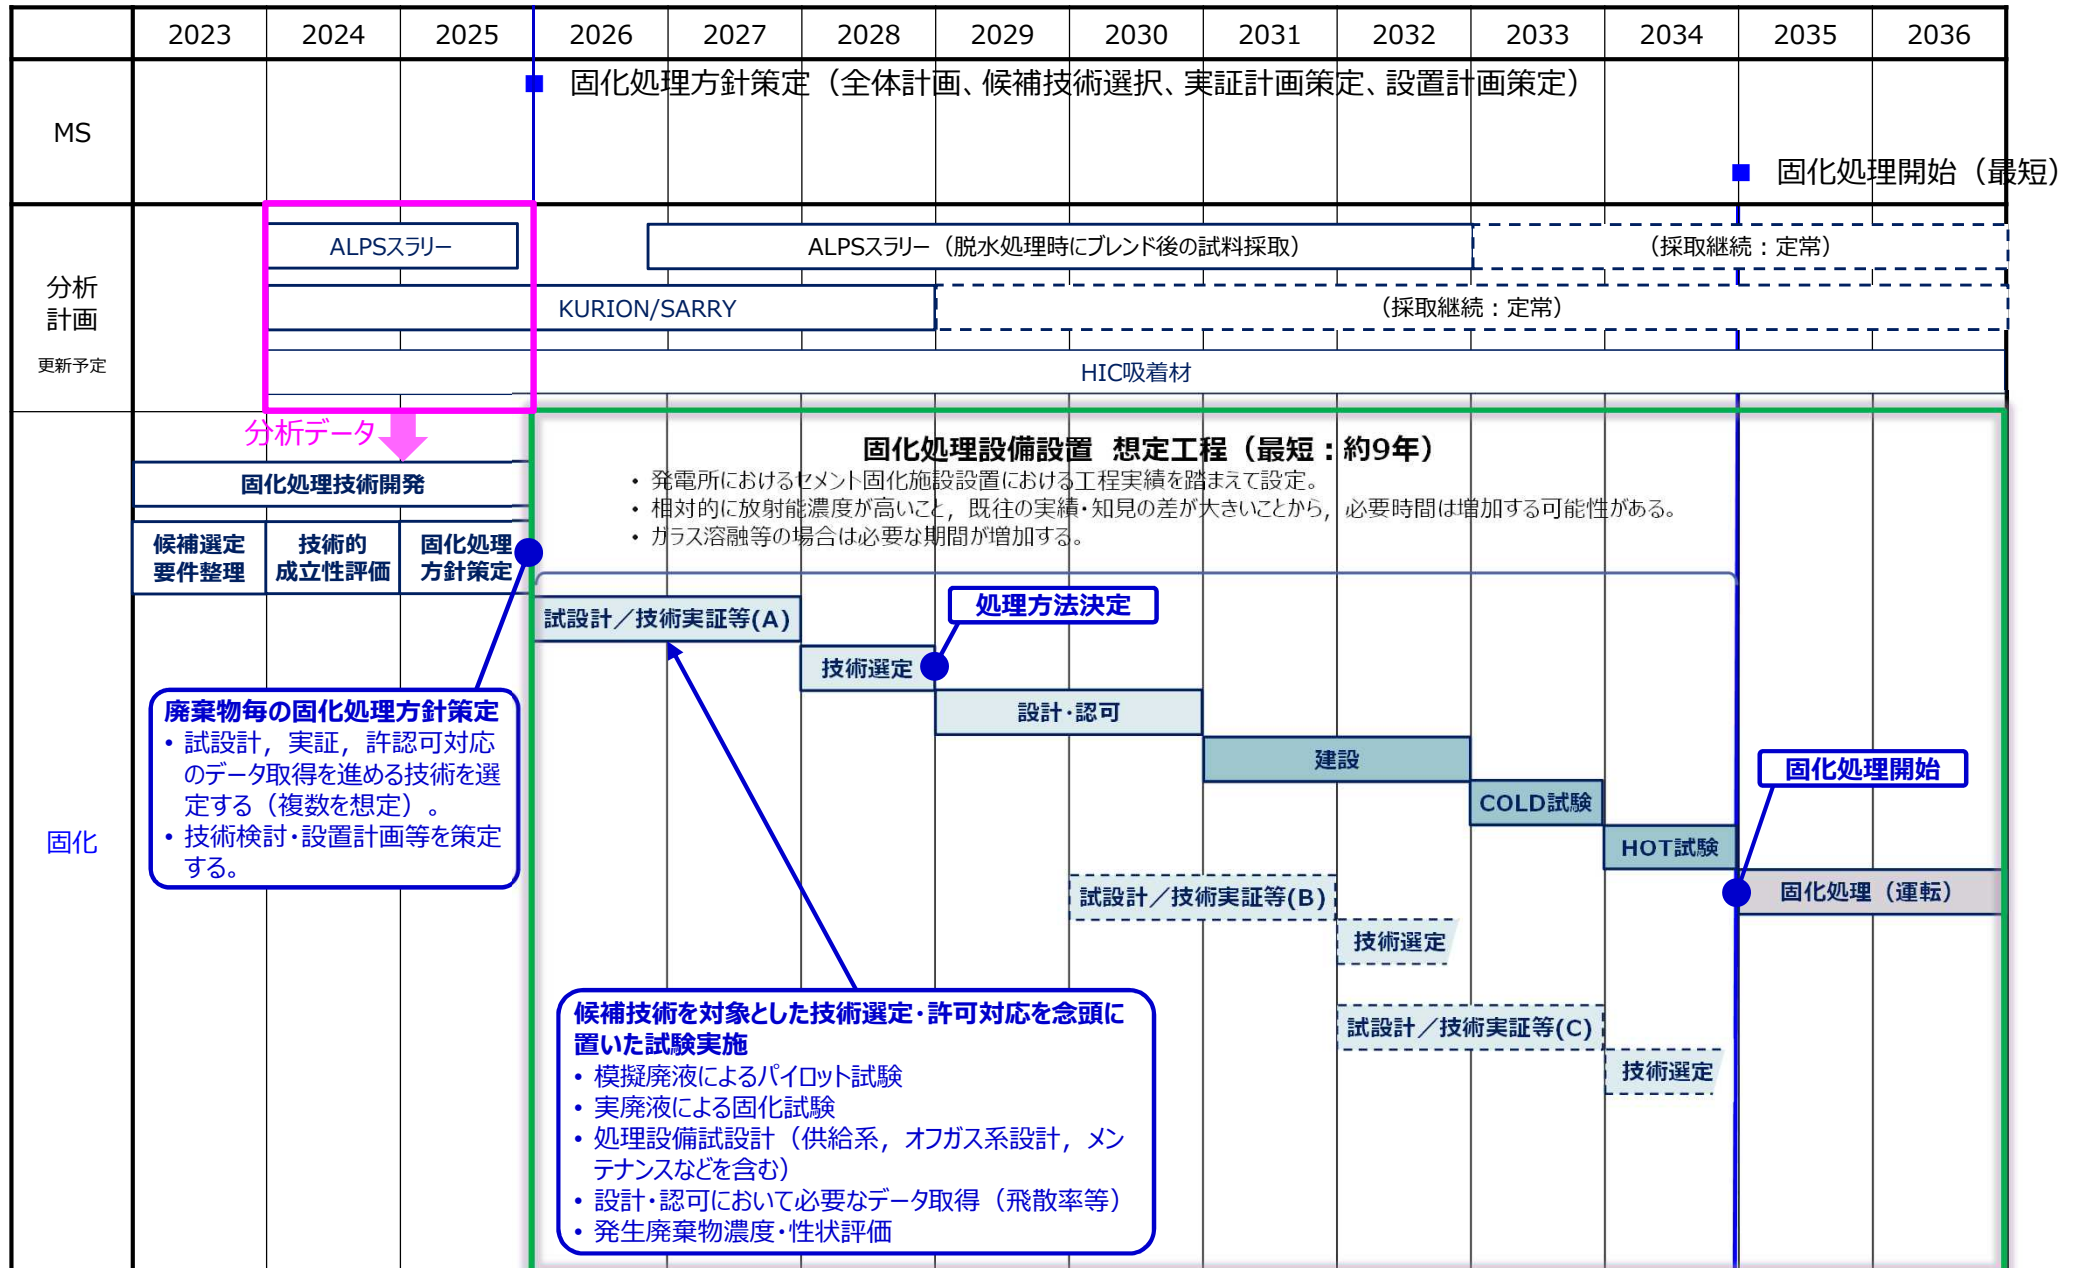 2023 2024 2025 2026 2027 2028 2029 2030 2031 2032 2033 2034 2035 2036
MS
■ 固化処理方針策定（全体計画、候補技術選択、実証計画策定、設置計画策定）
■ 固化処理開始（最短）
分析
計画
更新予定
ALPSスラリー
ALPSスラリー（脱水処理時にブレンド後の試料採取）
（採取継続：定常）
KURION/SARRY
（採取継続：定常）
HIC吸着材
分析データ
固化
固化処理技術開発
候補選定
要件整理
技術的
成立性評価
固化処理
方針策定
固化処理設備設置 想定工程（最短：約9年）
• 発電所におけるセメント固化施設設置における工程実績を踏まえて設定。
• 相対的に放射能濃度が高いこと，既往の実績・知見の差が大きいことから，必要時間は増加する可能性がある。
• ガラス溶融等の場合は必要な期間が増加する。
試設計／技術実証等(A)
処理方法決定
技術選定
設計・認可
建設
COLD試験
HOT試験
固化処理開始
固化処理（運転）
試設計／技術実証等(B)
技術選定
試設計／技術実証等(C)
技術選定
廃棄物毎の固化処理方針策定
• 試設計，実証，許認可対応
のデータ取得を進める技術を選
定する（複数を想定）。
• 技術検討・設置計画等を策定
する。
候補技術を対象とした技術選定・許可対応を念頭に
置いた試験実施
• 模擬廃液によるパイロット試験
• 実廃液による固化試験
• 処理設備試設計（供給系，オフガス系設計，メン
テナンスなどを含む）
• 設計・認可において必要なデータ取得（飛散率等）
• 発生廃棄物濃度・性状評価